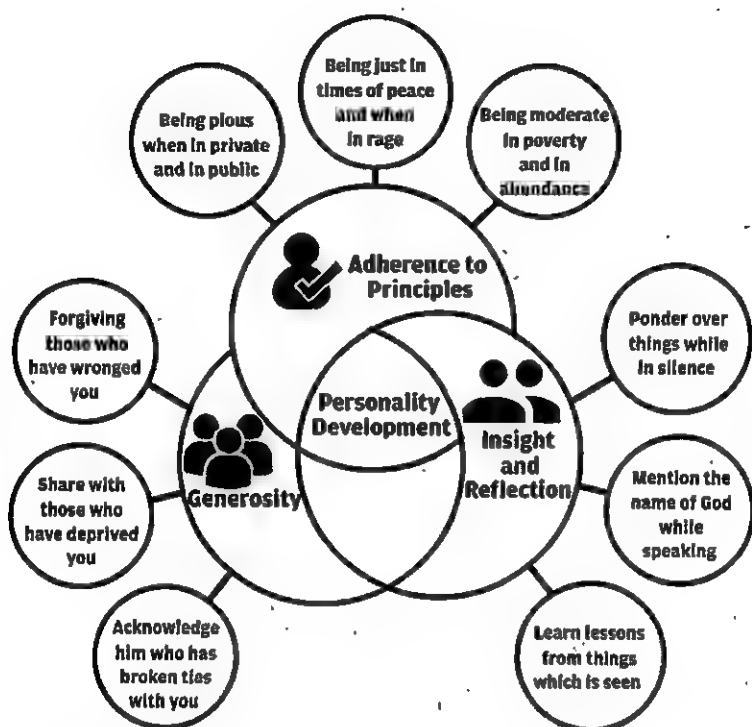 Being just in
times of peace
and when
in rage
Being pious
when in private
and in public
Being moderate
in poverty
and in
abundance
Adherence to
Principles
Forgiving
those who
have wronged
you
Ponder over
things while
in silence
Personality
Development
Insight
and
Reflection
Generosity
Share with
those who
have deprived
you
Mention the
name of God
while
speaking
Acknowledge
him who has
broken ties
with you
Learn lessons
from things
which is seen